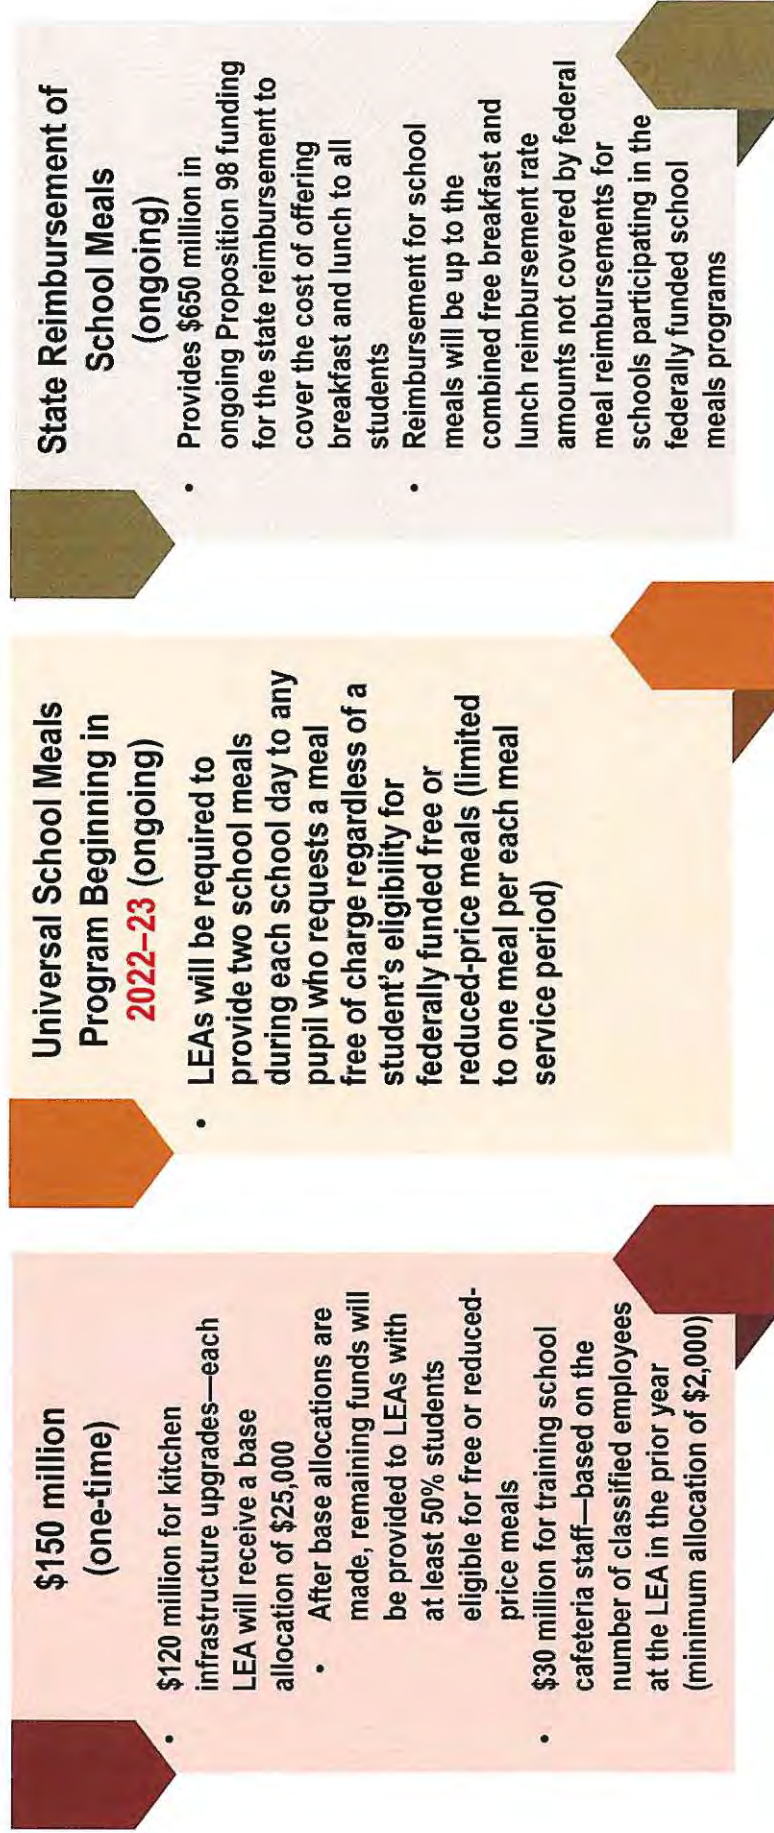 $150 million
(one-time)
• $120 million for kitchen
infrastructure upgrades—each
LEA will receive a base
allocation of $25,000
• After base allocations are
made, remaining funds will
be provided to LEAs with
at least 50% students
eligible for free or reduced-
price meals
• $30 million for training school
cafeteria staff—based on the
number of classified employees
at the LEA in the prior year
(minimum allocation of $2,000)
Universal School Meals
Program Beginning in
2022–23 (ongoing)
• LEAs will be required to
provide two school meals
during each school day to any
pupil who requests a meal
free of charge regardless of a
student's eligibility for
federally funded free or
reduced-price meals (limited
to one meal per each meal
service period)
State Reimbursement of
School Meals
(ongoing)
• Provides $650 million in
ongoing Proposition 98 funding
for the state reimbursement to
cover the cost of offering
breakfast and lunch to all
students
• Reimbursement for school
meals will be up to the
combined free breakfast and
lunch reimbursement rate
amounts not covered by federal
meal reimbursements for
schools participating in the
federally funded school
meals programs